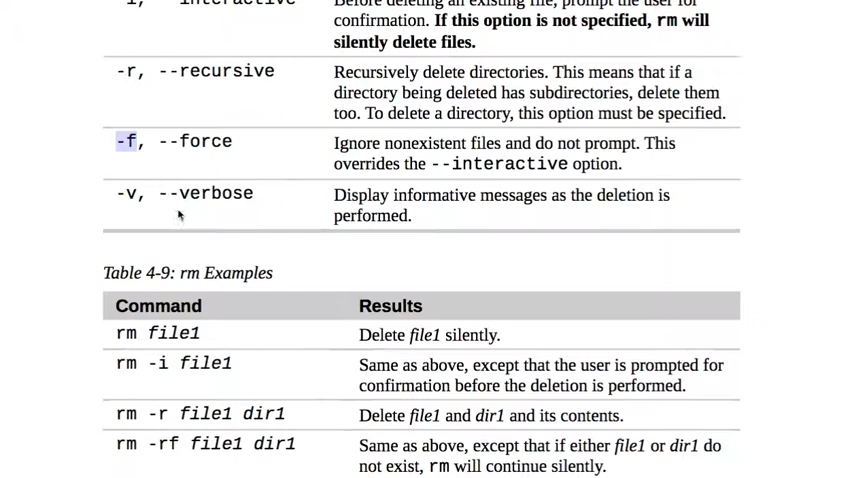 -i, --interactive Before deleting an existing file, prompt the user for
confirmation. If this option is not specified, rm will
silently delete files.
-r, --recursive Recursively delete directories. This means that if a
directory being deleted has subdirectories, delete them
too. To delete a directory, this option must be specified.
-f, --force Ignore nonexistent files and do not prompt. This
overrides the --interactive option.
-v, --verbose Display informative messages as the deletion is
performed.
Table 4-9: rm Examples
Command Results
rm file1 Delete file1 silently.
rm -i file1 Same as above, except that the user is prompted for
confirmation before the deletion is performed.
rm -r file1 dir1 Delete file1 and dir1 and its contents.
rm -rf file1 dir1 Same as above, except that if either file1 or dir1 do
not exist, rm will continue silently.